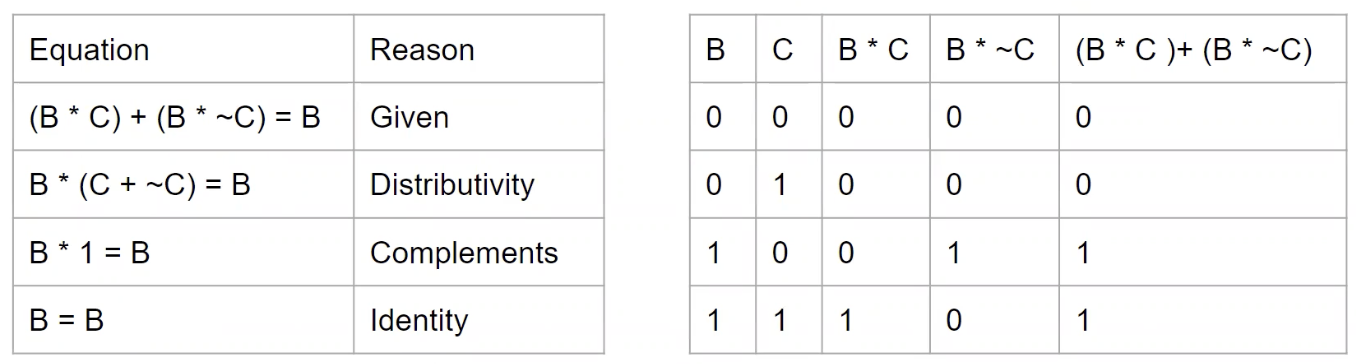 Equation Reason
(B * C) + (B * ~C) = B Given
B * (C + ~C) = B Distributivity
B * 1 = B Complements
B = B Identity
B C B * C B * ~C (B * C )+ (B * ~C)
0 0 0 0 0
0 1 0 0 0
1 0 0 1 1
1 1 1 0 1